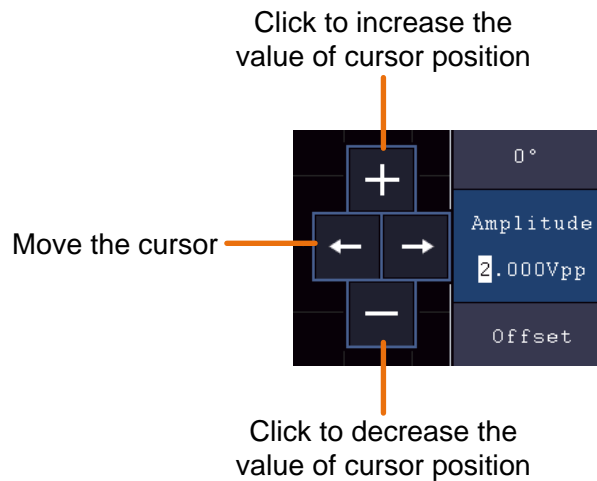 Click to increase the
value of cursor position
+
0°
Move the cursor
← →
Amplitude
2.000Vpp
—
Offset
Click to decrease the
value of cursor position